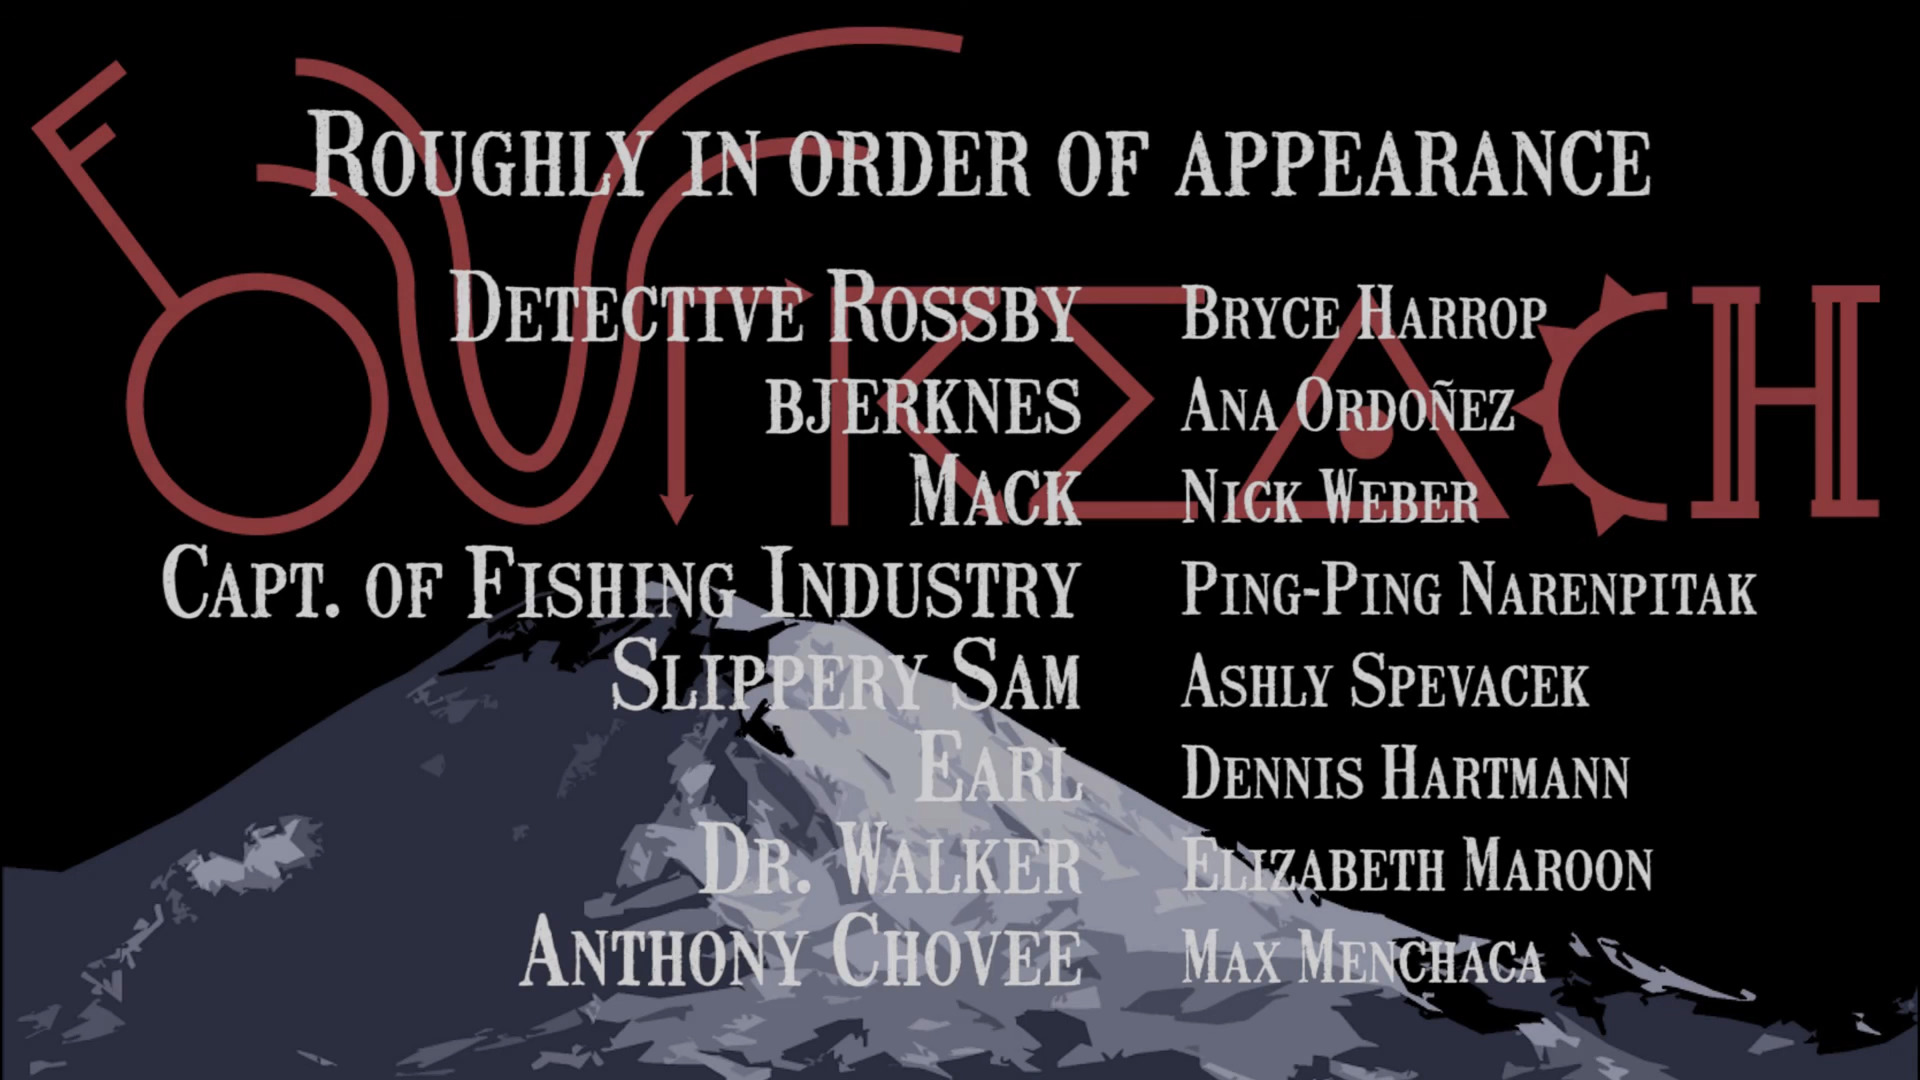 OUTREACH
Roughly in order of appearance
Detective Rossby Bryce Harrop
BJERKNES Ana Ordoñez
Mack Nick Weber
Capt. of Fishing Industry Ping-Ping Narenpitak
Slippery Sam Ashly Spevacek
Earl Dennis Hartmann
Dr. Walker Elizabeth Maroon
Anthony Chovee Max Menchaca